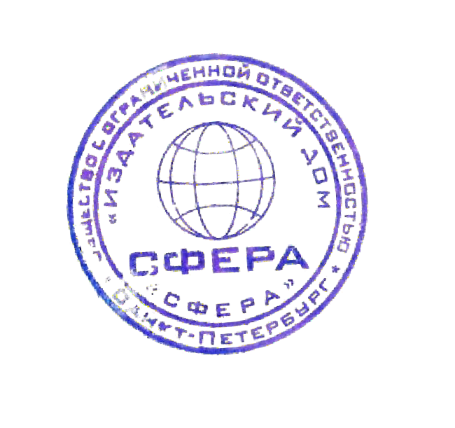 ОБЩЕСТВО С ОГРАНИЧЕННОЙ ОТВЕТСТВЕННОСТЬЮ
* САНКТ-ПЕТЕРБУРГ *
«ИЗДАТЕЛЬСКИЙ ДОМ
СФЕРА
«СФЕРА»